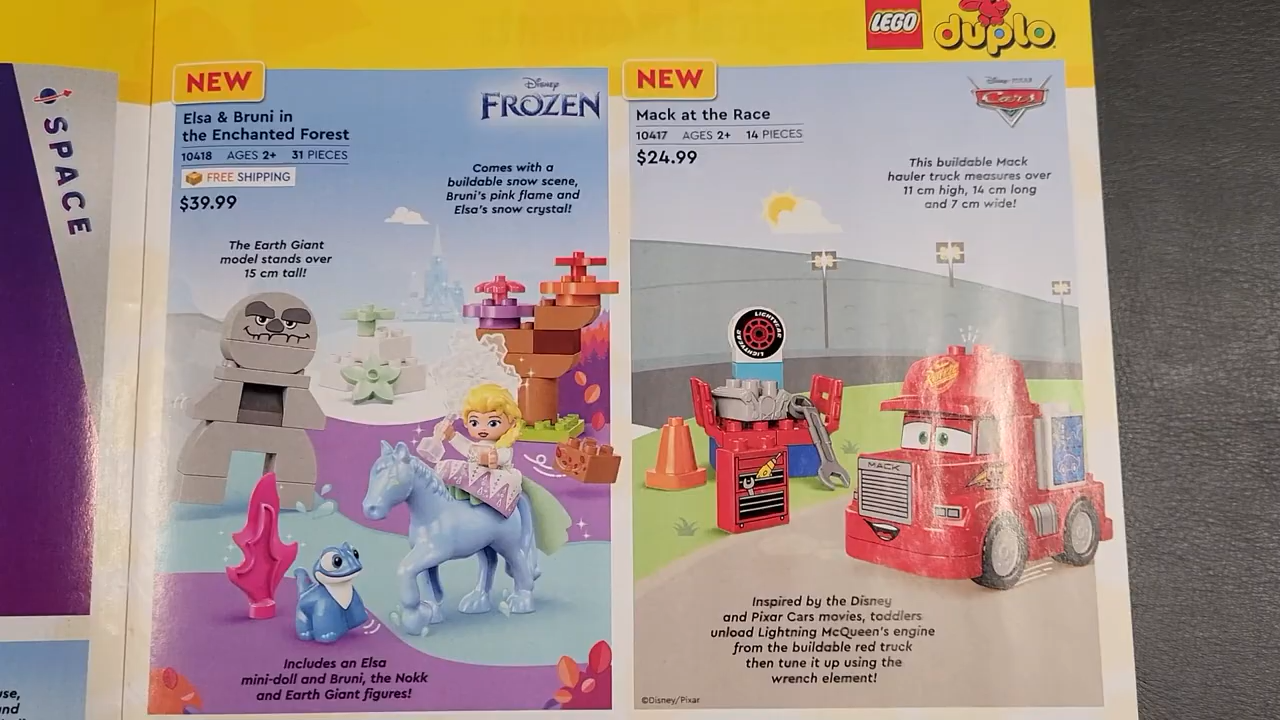 LEGO
duplo
SPACE
NEW
Disney
FROZEN
Elsa & Bruni in
the Enchanted Forest
10418 AGES 2+ 31 PIECES
FREE SHIPPING
$39.99
Comes with a
buildable snow scene,
Bruni's pink flame and
Elsa's snow crystal!
The Earth Giant
model stands over
15 cm tall!
Includes an Elsa
mini-doll and Bruni, the Nokk
and Earth Giant figures!
NEW
Disney · PIXAR
Cars
Mack at the Race
10417 AGES 2+ 14 PIECES
$24.99
This buildable Mack
hauler truck measures over
11 cm high, 14 cm long
and 7 cm wide!
LIGHTYEAR
LIGHTYEAR
MACK
Inspired by the Disney
and Pixar Cars movies, toddlers
unload Lightning McQueen's engine
from the buildable red truck
then tune it up using the
wrench element!
©Disney/Pixar